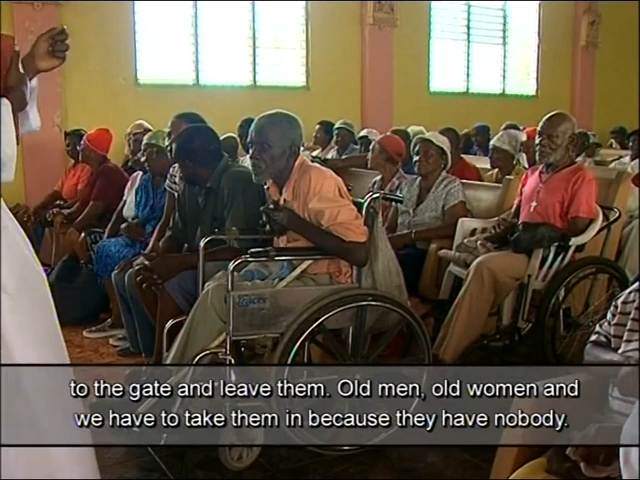 Traces
to the gate and leave them. Old men, old women and
we have to take them in because they have nobody.